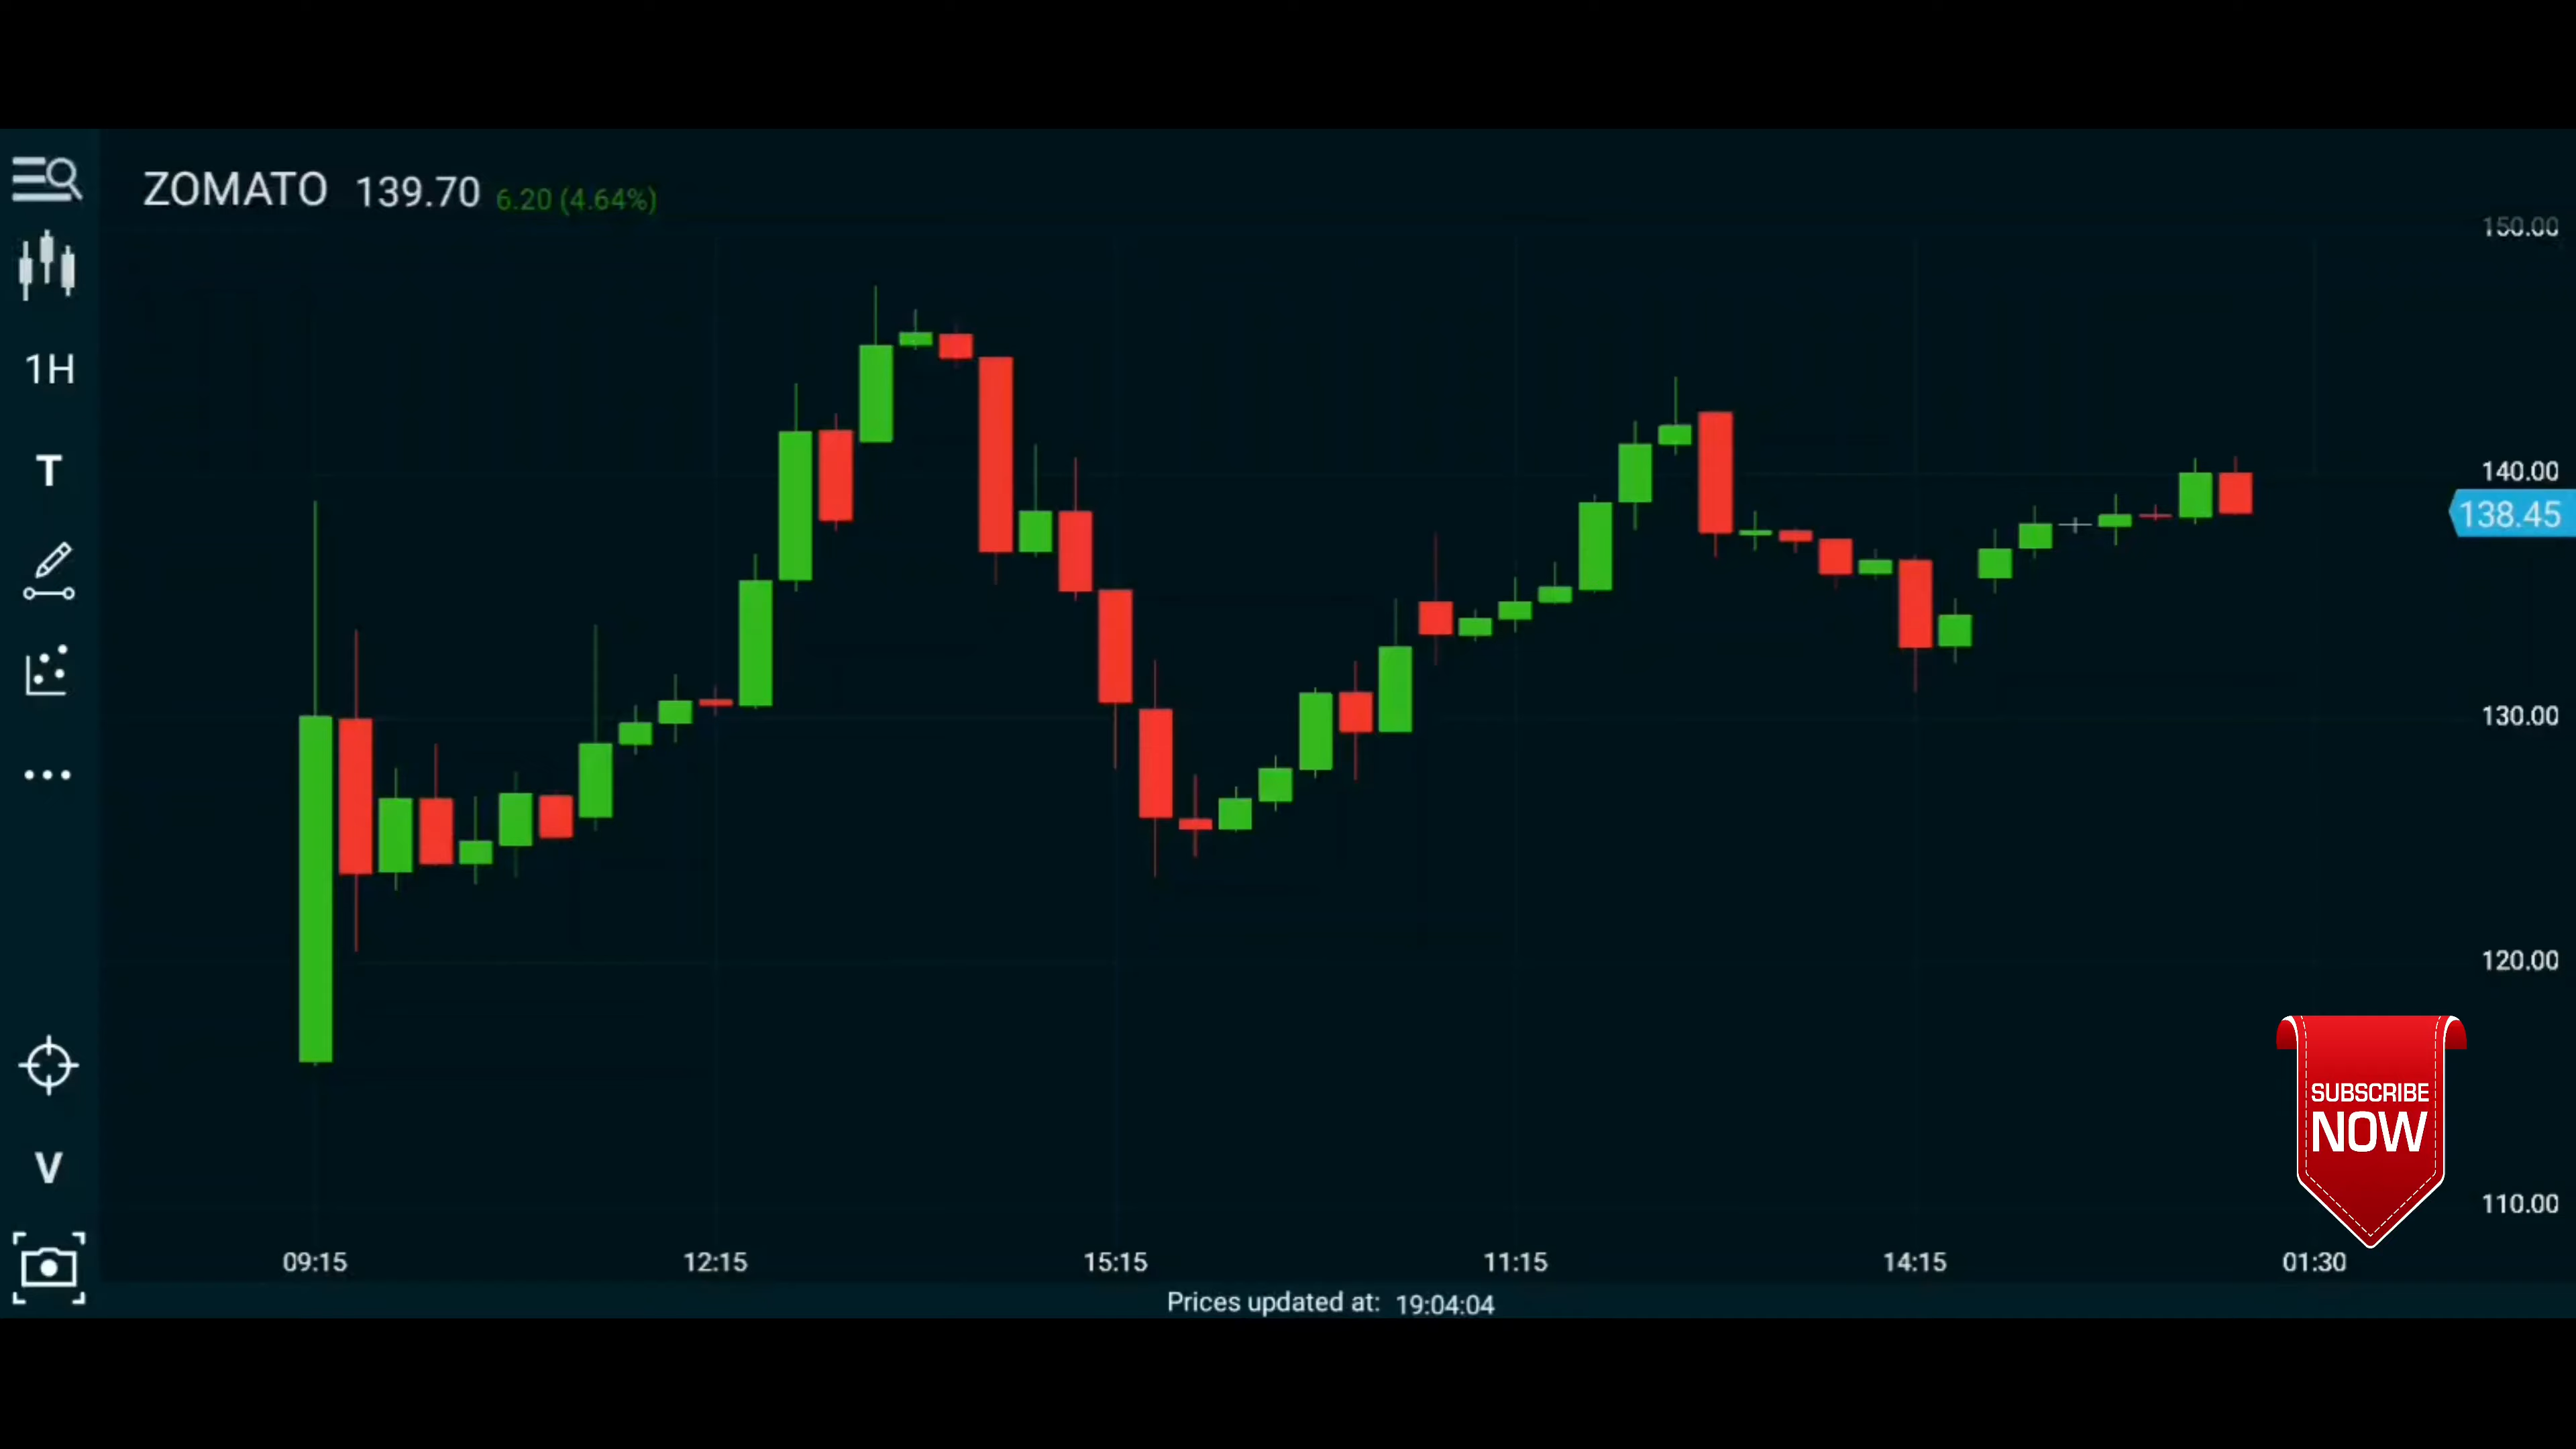 ZOMATO 139.70 6.20 (4.64%)
1H
T
V
150.00
140.00
138.45
130.00
120.00
110.00
SUBSCRIBE
NOW
09:15 12:15 15:15 11:15 14:15 01:30
Prices updated at: 19:04:04